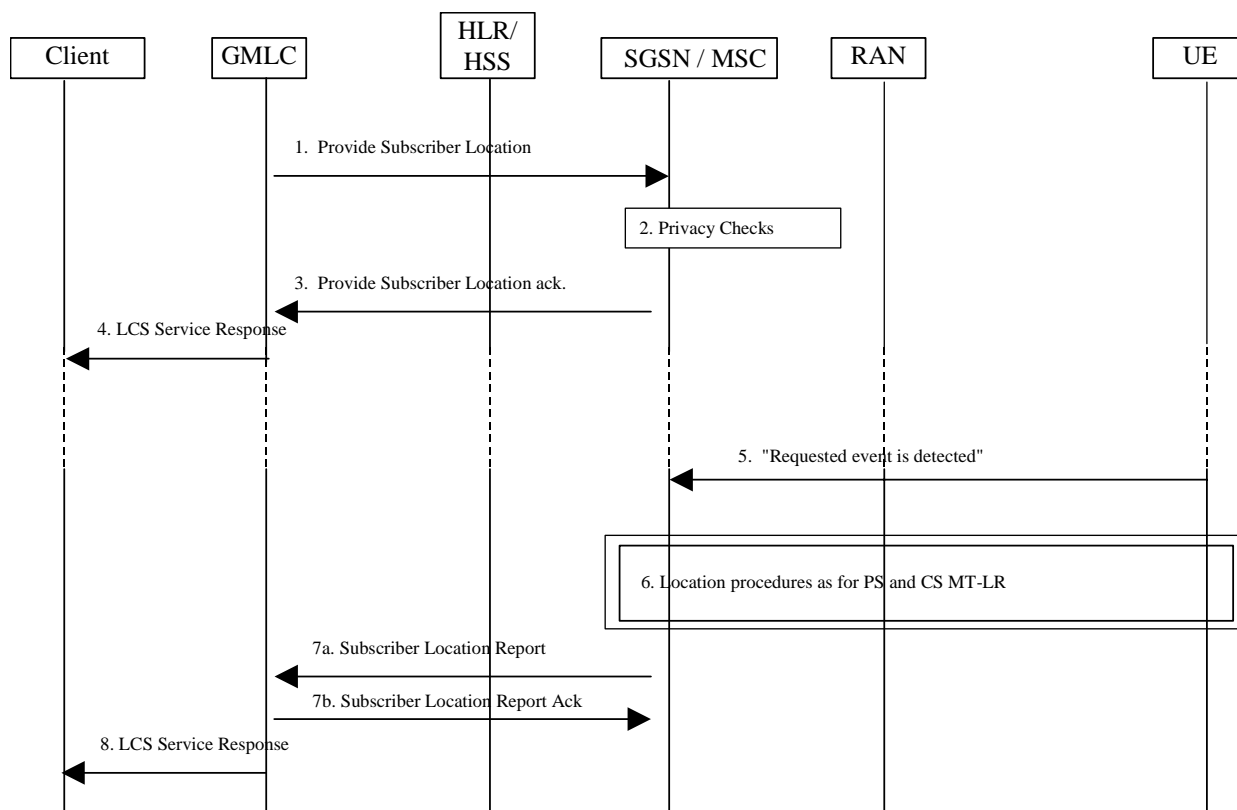 Client
GMLC
HLR/
HSS
SGSN / MSC
RAN
UE
1. Provide Subscriber Location
2. Privacy Checks
3. Provide Subscriber Location ack.
4. LCS Service Response
5. "Requested event is detected"
6. Location procedures as for PS and CS MT-LR
7a. Subscriber Location Report
7b. Subscriber Location Report Ack
8. LCS Service Response